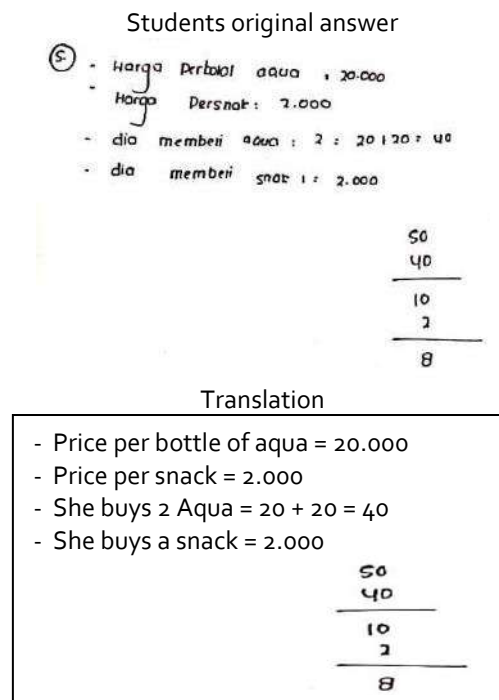 Students original answer
5.
- Harga Perbotol aqua : 20.000
- Harga Persnak : 2.000
- dia memberi aqua : 2 = 20 + 20 = 40
- dia memberi snak 1 = 2.000
50
40
10
2
8
Translation
- Price per bottle of aqua = 20.000
- Price per snack = 2.000
- She buys 2 Aqua = 20 + 20 = 40
- She buys a snack = 2.000
50
40
10
2
8